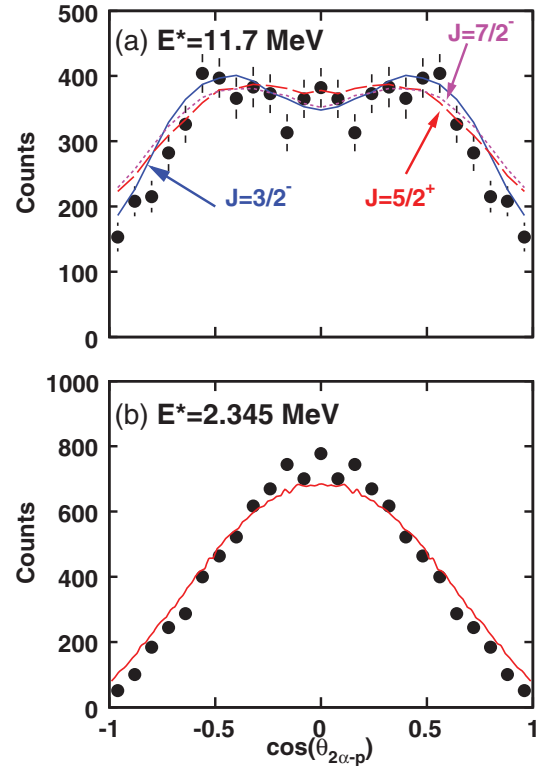 500
(a) E*=11.7 MeV
J=7/2-
400
300
Counts
200
J=3/2-
J=5/2+
100
0
1000
(b) E*=2.345 MeV
800
600
Counts
400
200
0
-1 -0.5 0 0.5 1
cos(θ2α-p)